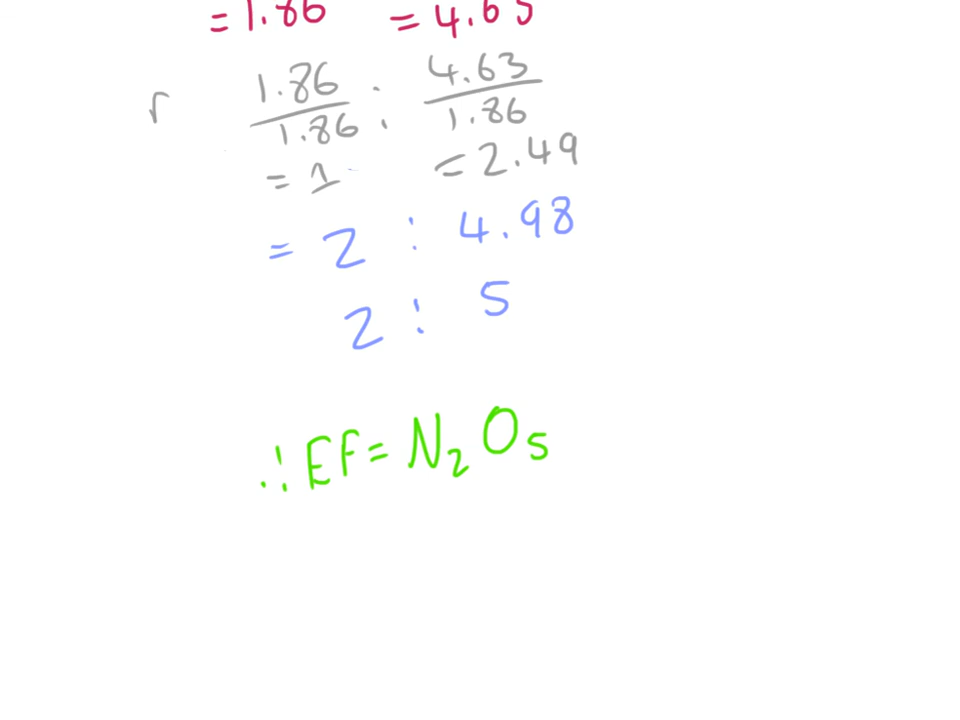 =1.86 =4.63
r 1.86/1.86 : 4.63/1.86
=1 =2.49
= 2 : 4.98
2 : 5
∴ EF= N₂O₅